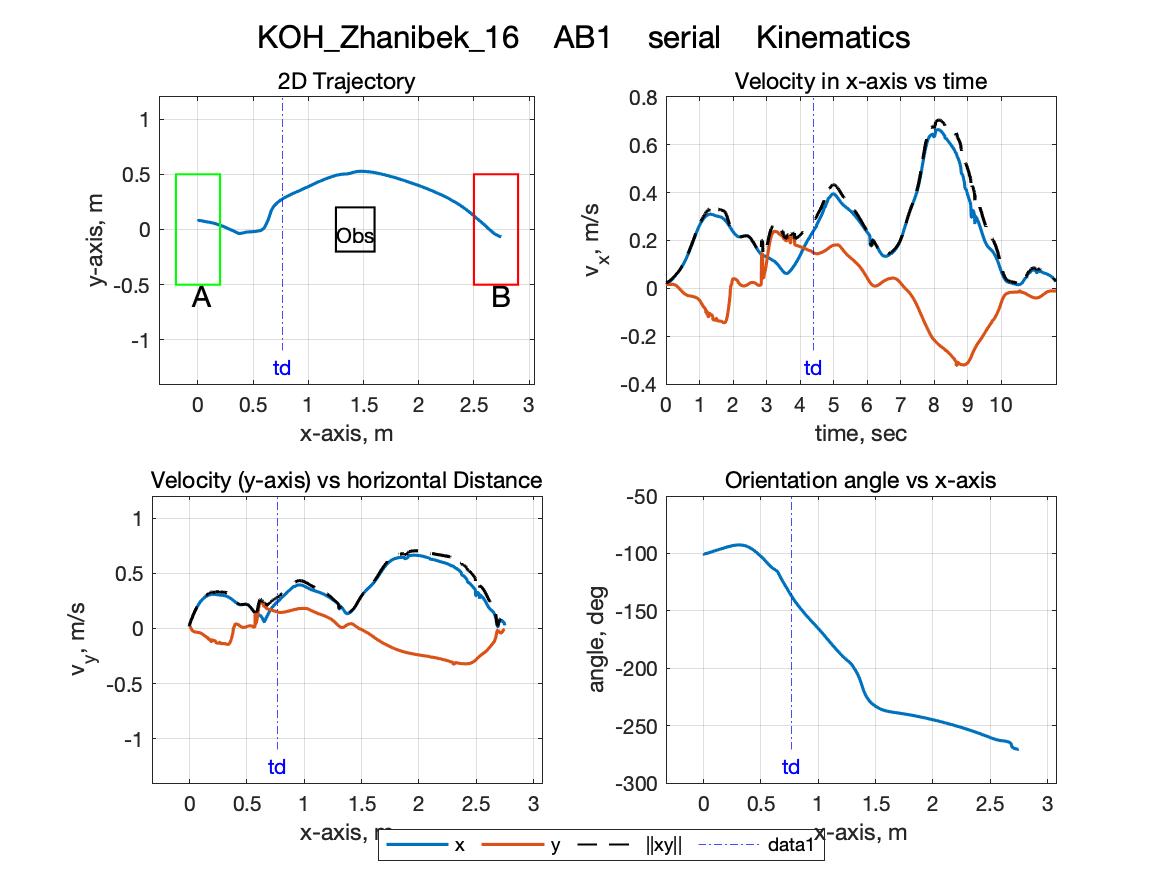 KOH_Zhanibek_16 AB1 serial Kinematics
2D Trajectory
y-axis, m
1
0.5
0
-0.5
-1
A
Obs
B
td
0 0.5 1 1.5 2 2.5 3
x-axis, m
Velocity in x-axis vs time
v_x, m/s
0.8
0.6
0.4
0.2
0
-0.2
-0.4
td
0 1 2 3 4 5 6 7 8 9 10
time, sec
Velocity (y-axis) vs horizontal Distance
v_y, m/s
1
0.5
0
-0.5
-1
td
0 0.5 1 1.5 2 2.5 3
x-axis, m
Orientation angle vs x-axis
angle, deg
-50
-100
-150
-200
-250
-300
td
0 0.5 1 1.5 2 2.5 3
x-axis, m
x y ||xy|| data1